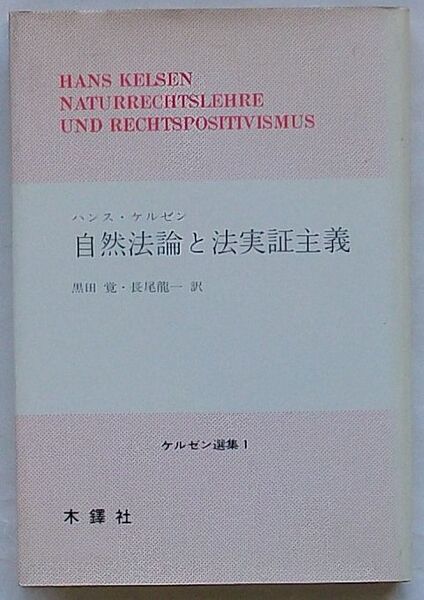 HANS KELSEN
NATURRECHTSLEHRE
UND RECHTSPOSITIVISMUS
ハンス・ケルゼン
自然法論と法実証主義
黒田 覚・長尾龍一 訳
ケルゼン選集 1
木鐸社